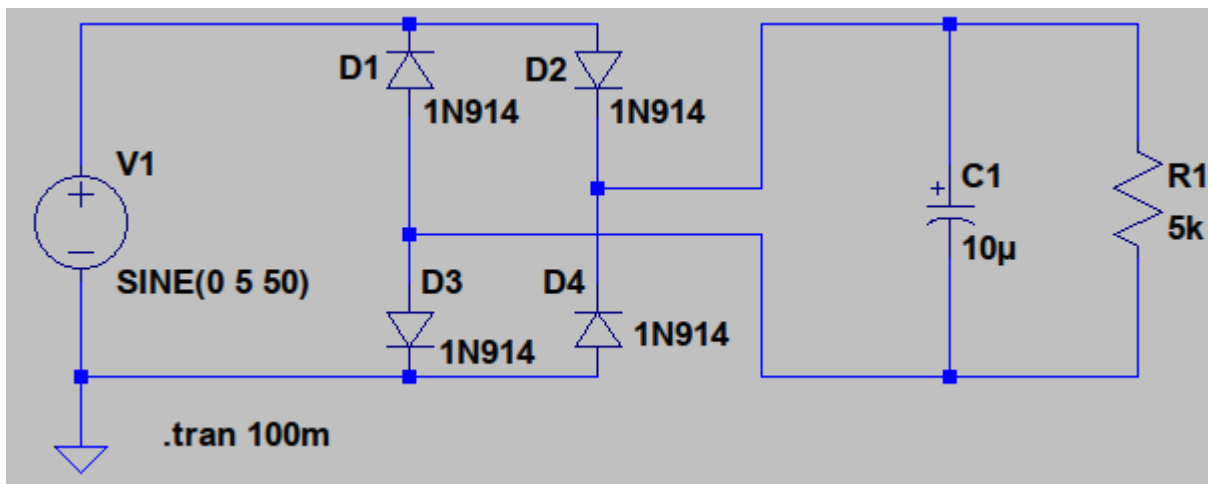 D1
1N914
D2
1N914
V1
+
SINE(0 5 50)
D3
1N914
D4
1N914
+
C1
10µ
R1
5k
.tran 100m